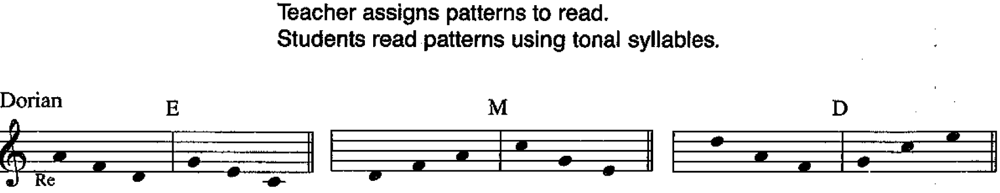 Teacher assigns patterns to read.
Students read patterns using tonal syllables.
Dorian
E M D
Re